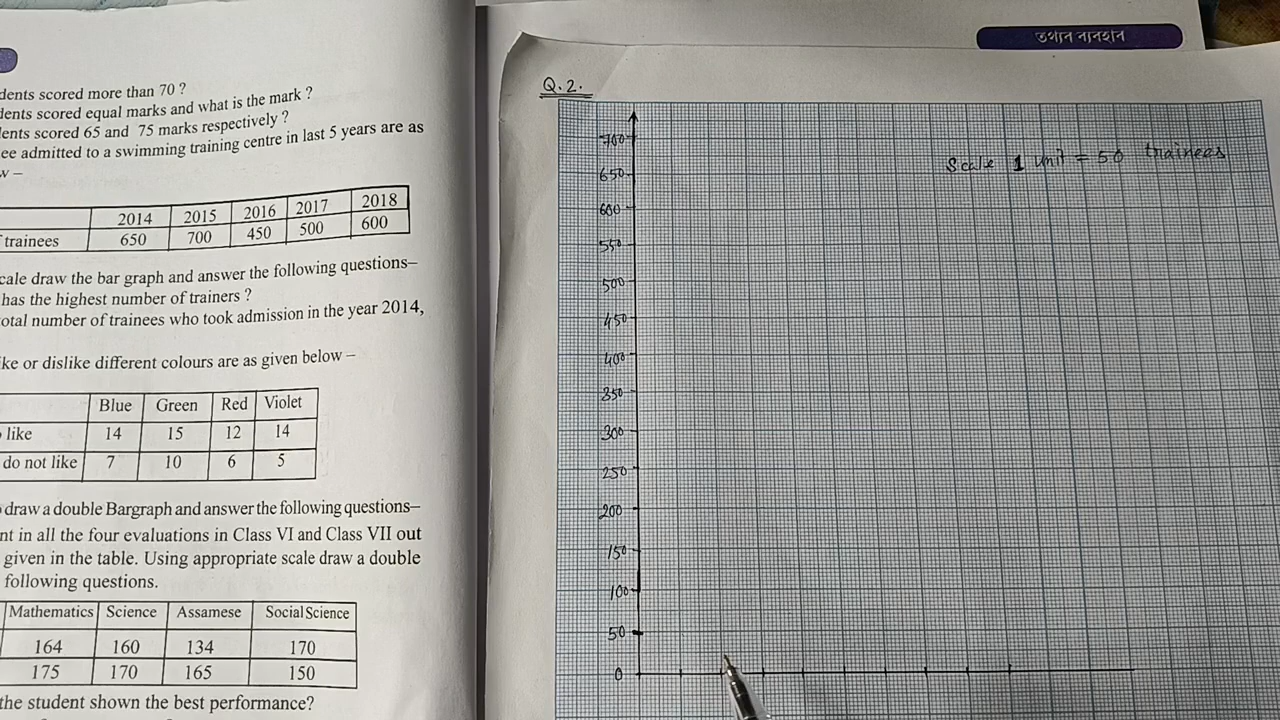 dents scored more than 70 ?
dents scored equal marks and what is the mark ?
dents scored 65 and 75 marks respectively ?
ee admitted to a swimming training centre in last 5 years are as
w –
2014 2015 2016 2017 2018
trainees 650 700 450 500 600
cale draw the bar graph and answer the following questions–
has the highest number of trainers ?
otal number of trainees who took admission in the year 2014,
ke or dislike different colours are as given below –
Blue Green Red Violet
like 14 15 12 14
do not like 7 10 6 5
draw a double Bargraph and answer the following questions–
nt in all the four evaluations in Class VI and Class VII out
given in the table. Using appropriate scale draw a double
following questions.
Mathematics Science Assamese Social Science
164 160 134 170
175 170 165 150
the student shown the best performance?
Q.2.
Scale 1 unit = 50 trainees
700
650
600
550
500
450
400
350
300
250
200
150
100
50
0